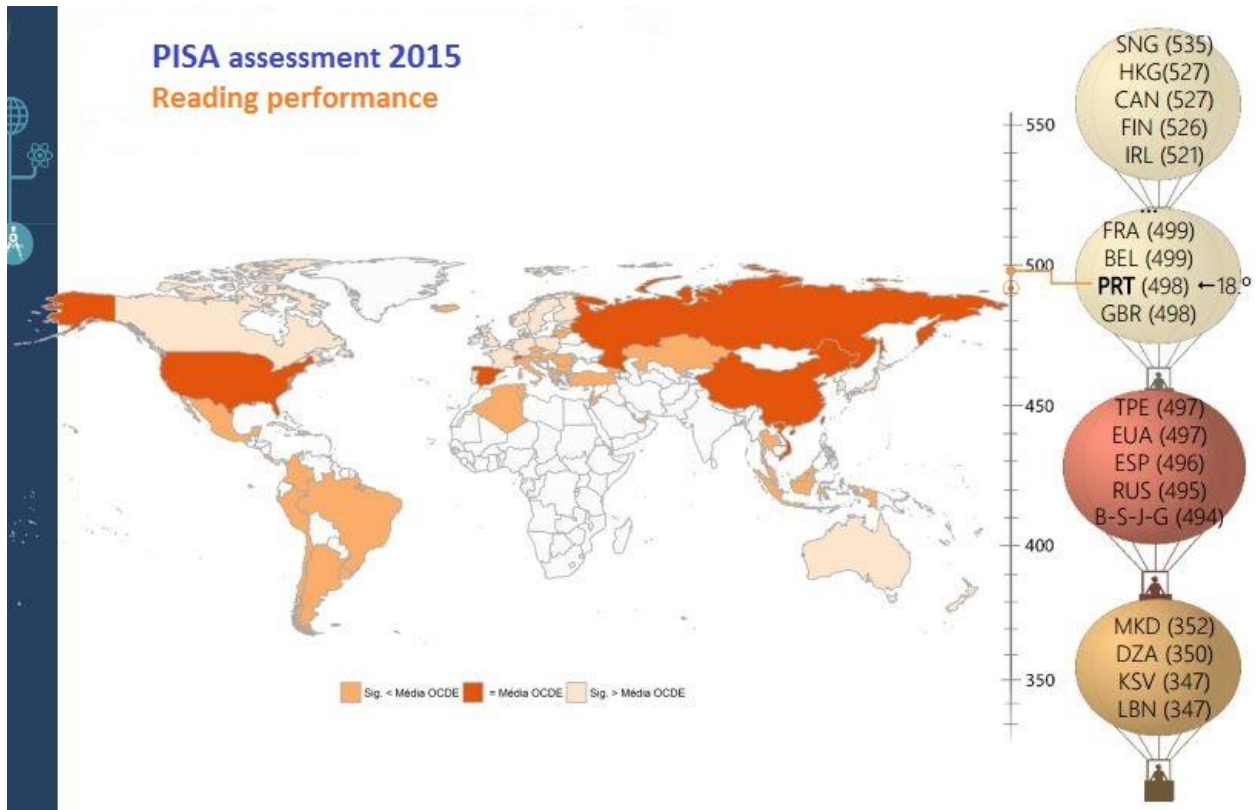 PISA assessment 2015
Reading performance
550
500
450
400
350
SNG (535)
HKG(527)
CAN (527)
FIN (526)
IRL (521)
...
FRA (499)
BEL (499)
PRT (498) ←18.º
GBR (498)
TPE (497)
EUA (497)
ESP (496)
RUS (495)
B-S-J-G (494)
MKD (352)
DZA (350)
KSV (347)
LBN (347)
Sig. < Média OCDE = Média OCDE Sig. > Média OCDE